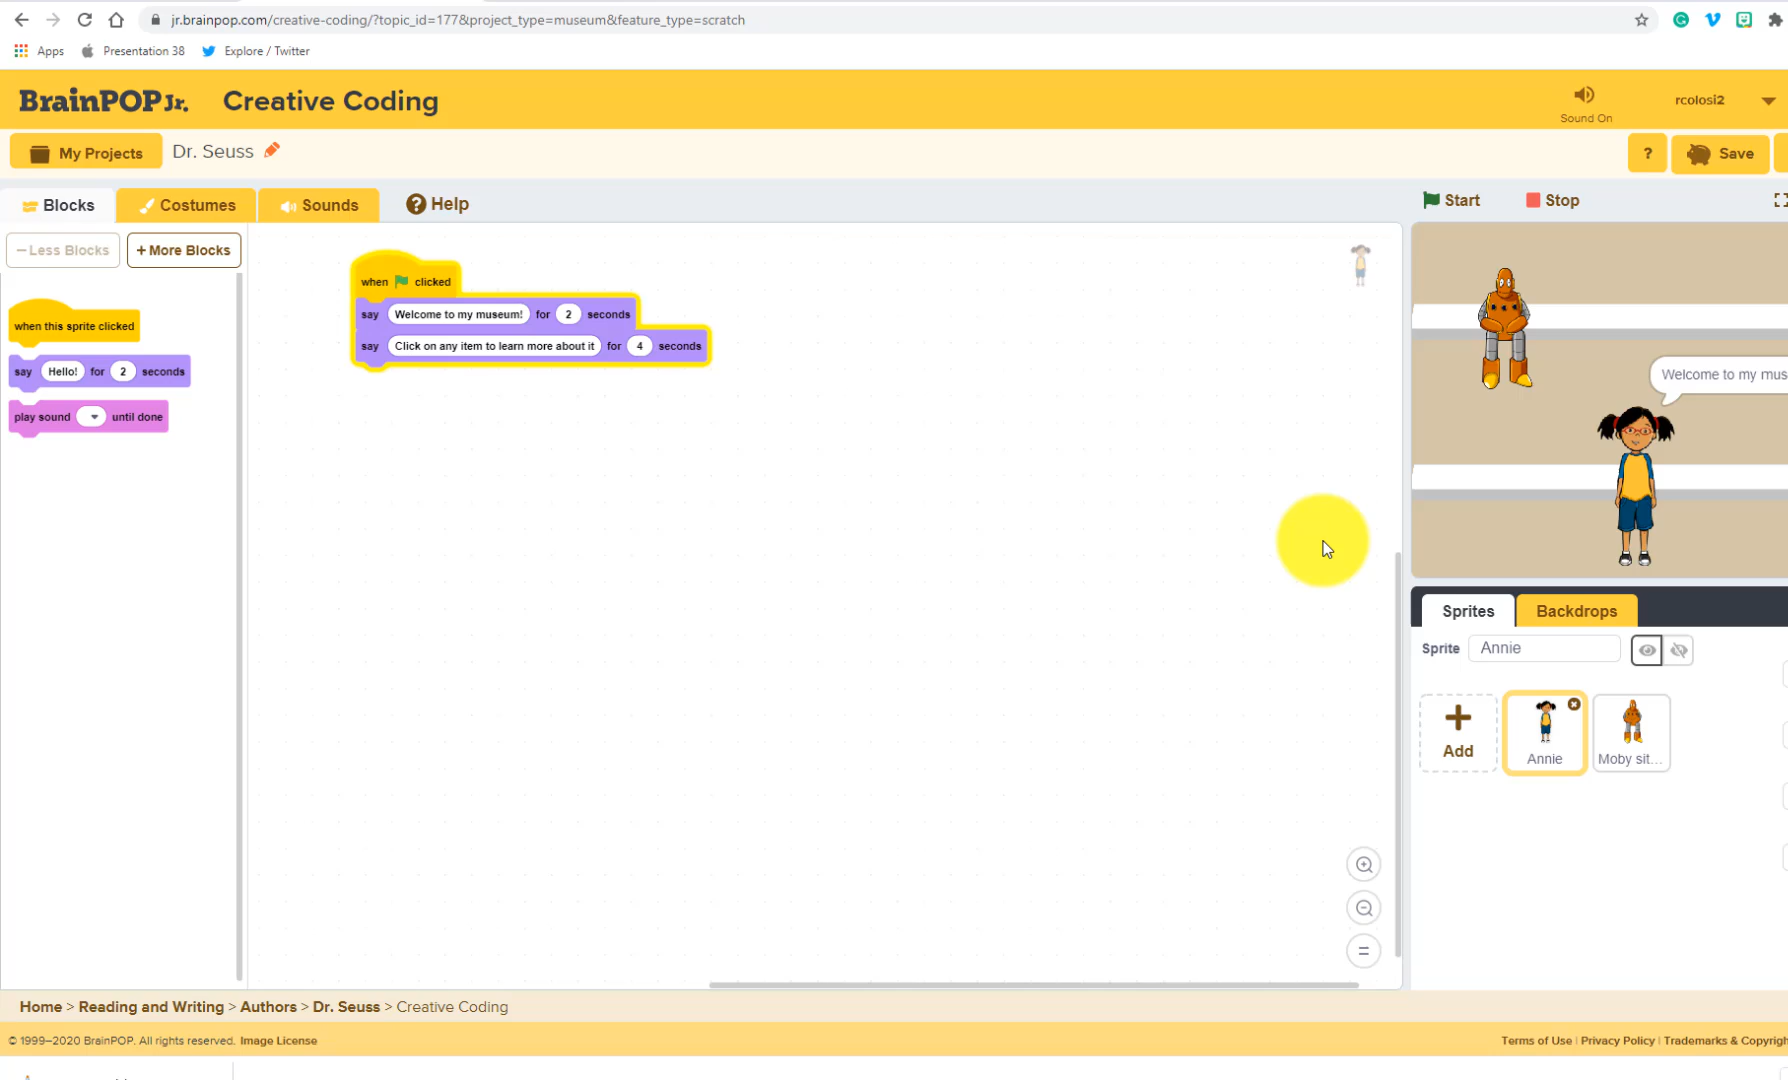 jr.brainpop.com/creative-coding/?topic_id=177&project_type=museum&feature_type=scratch
Apps Presentation 38 Explore / Twitter
BrainPOP Jr. Creative Coding
Sound On
rcolosi2
My Projects Dr. Seuss
? Save
Blocks Costumes Sounds ? Help
Start Stop
− Less Blocks + More Blocks
when clicked
say Welcome to my museum! for 2 seconds
say Click on any item to learn more about it for 4 seconds
when this sprite clicked
say Hello! for 2 seconds
play sound until done
Welcome to my mus
Sprites Backdrops
Sprite Annie
Add
Annie
Moby sit...
Home > Reading and Writing > Authors > Dr. Seuss > Creative Coding
© 1999–2020 BrainPOP. All rights reserved. Image License
Terms of Use | Privacy Policy | Trademarks & Copyrigh